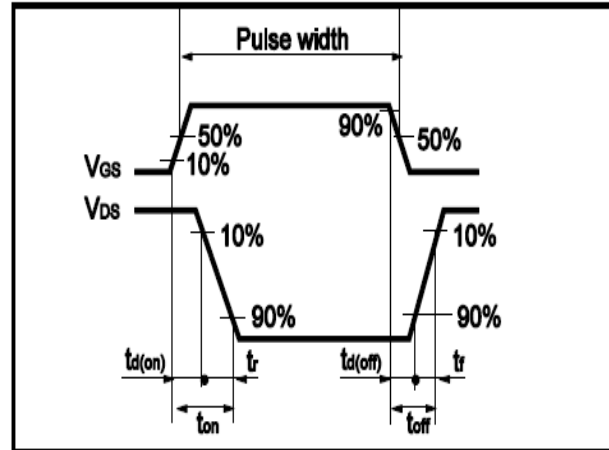 Pulse width
90%
50%
50%
10%
VGS
VDS
10%
10%
90%
90%
td(on)
tr
td(off)
tf
ton
toff